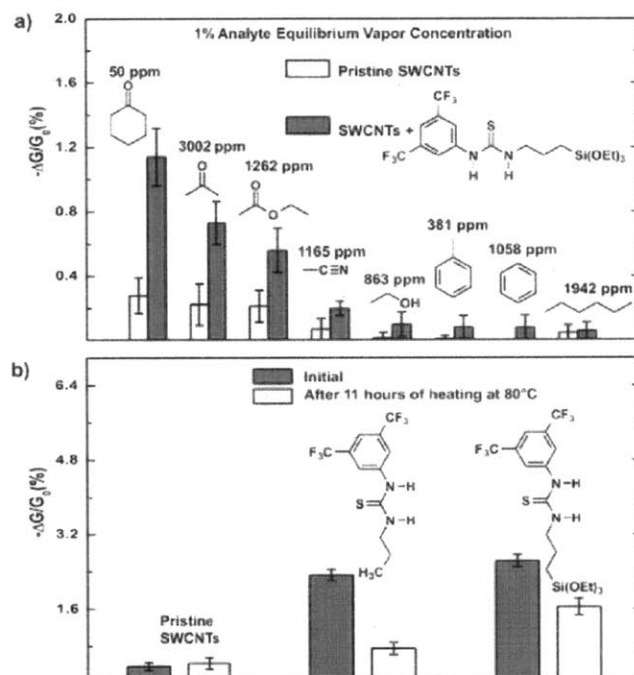 a)
2.0
1.6
1.2
0.8
0.4
-ΔG/G₀(%)
1% Analyte Equilibrium Vapor Concentration
Pristine SWCNTs
SWCNTs +
CF₃
F₃C
S
N
H
N
H
Si(OEt)₃
50 ppm
O
3002 ppm
O
1262 ppm
O
O
1165 ppm
—C≡N
863 ppm
OH
381 ppm
1058 ppm
1942 ppm
b)
6.4
4.8
3.2
1.6
-ΔG/G₀(%)
Initial
After 11 hours of heating at 80°C
Pristine
SWCNTs
CF₃
F₃C
N-H
S
N-H
H₃C
CF₃
F₃C
N-H
S
N-H
Si(OEt)₃